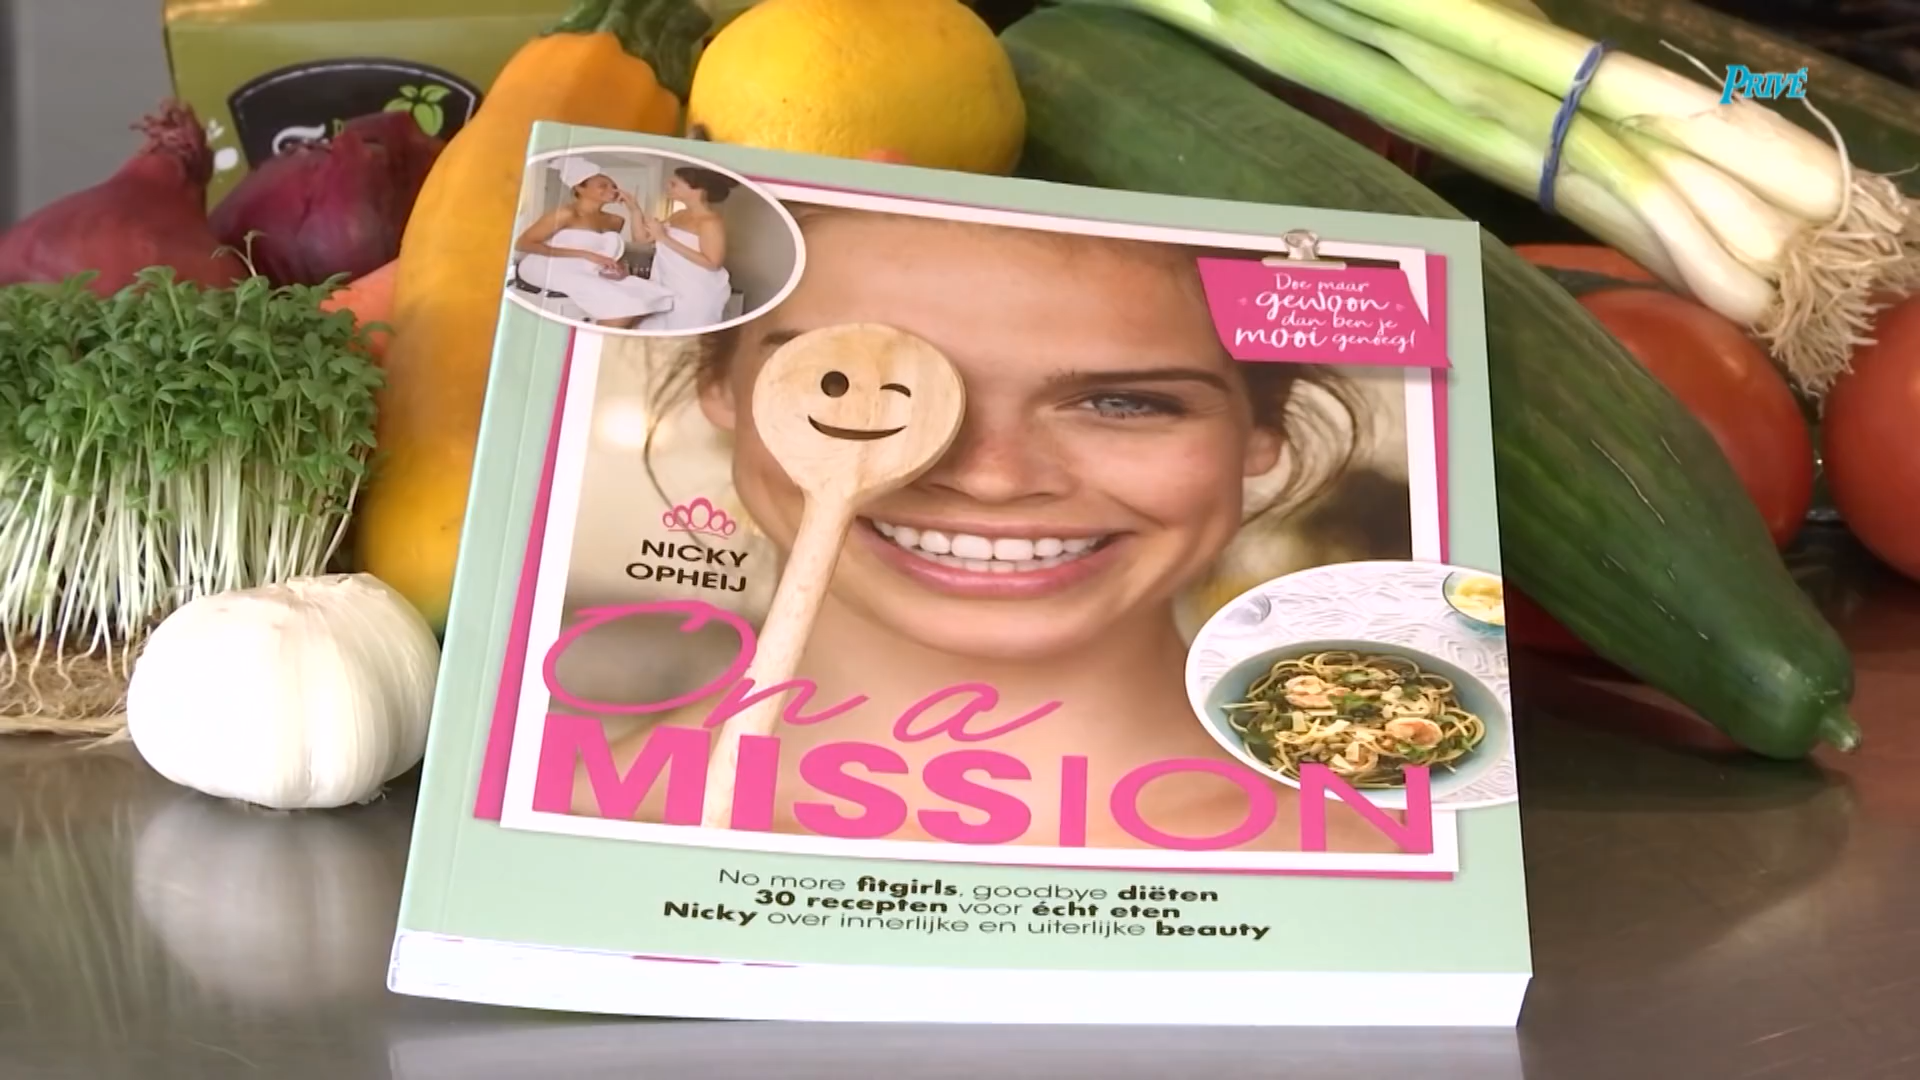 PRIVÉ
Doe maar
gewoon
dan ben je
mooi genoeg!
NICKY
OPHEIJ
On a
MISSION
No more fitgirls, goodbye diëten
30 recepten voor écht eten
Nicky over innerlijke en uiterlijke beauty